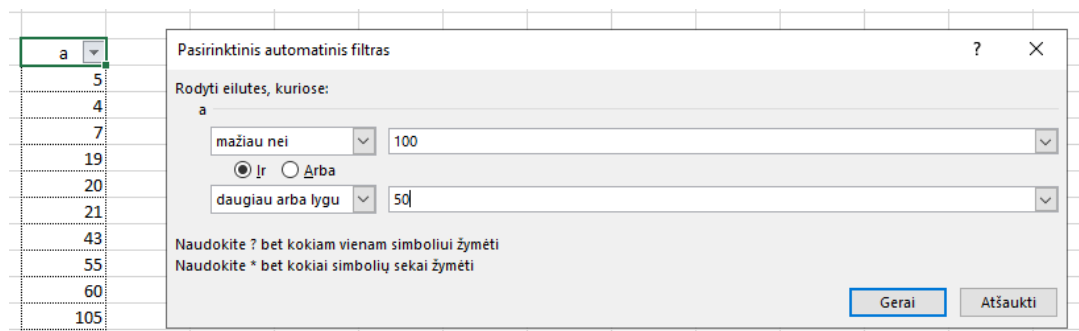 a
5
4
7
19
20
21
43
55
60
105
Pasirinktinis automatinis filtras
?
Rodyti eilutes, kuriose:
a
mažiau nei 100
Ir Arba
daugiau arba lygu 50
Naudokite ? bet kokiam vienam simboliui žymėti
Naudokite * bet kokiai simbolių sekai žymėti
Gerai Atšaukti